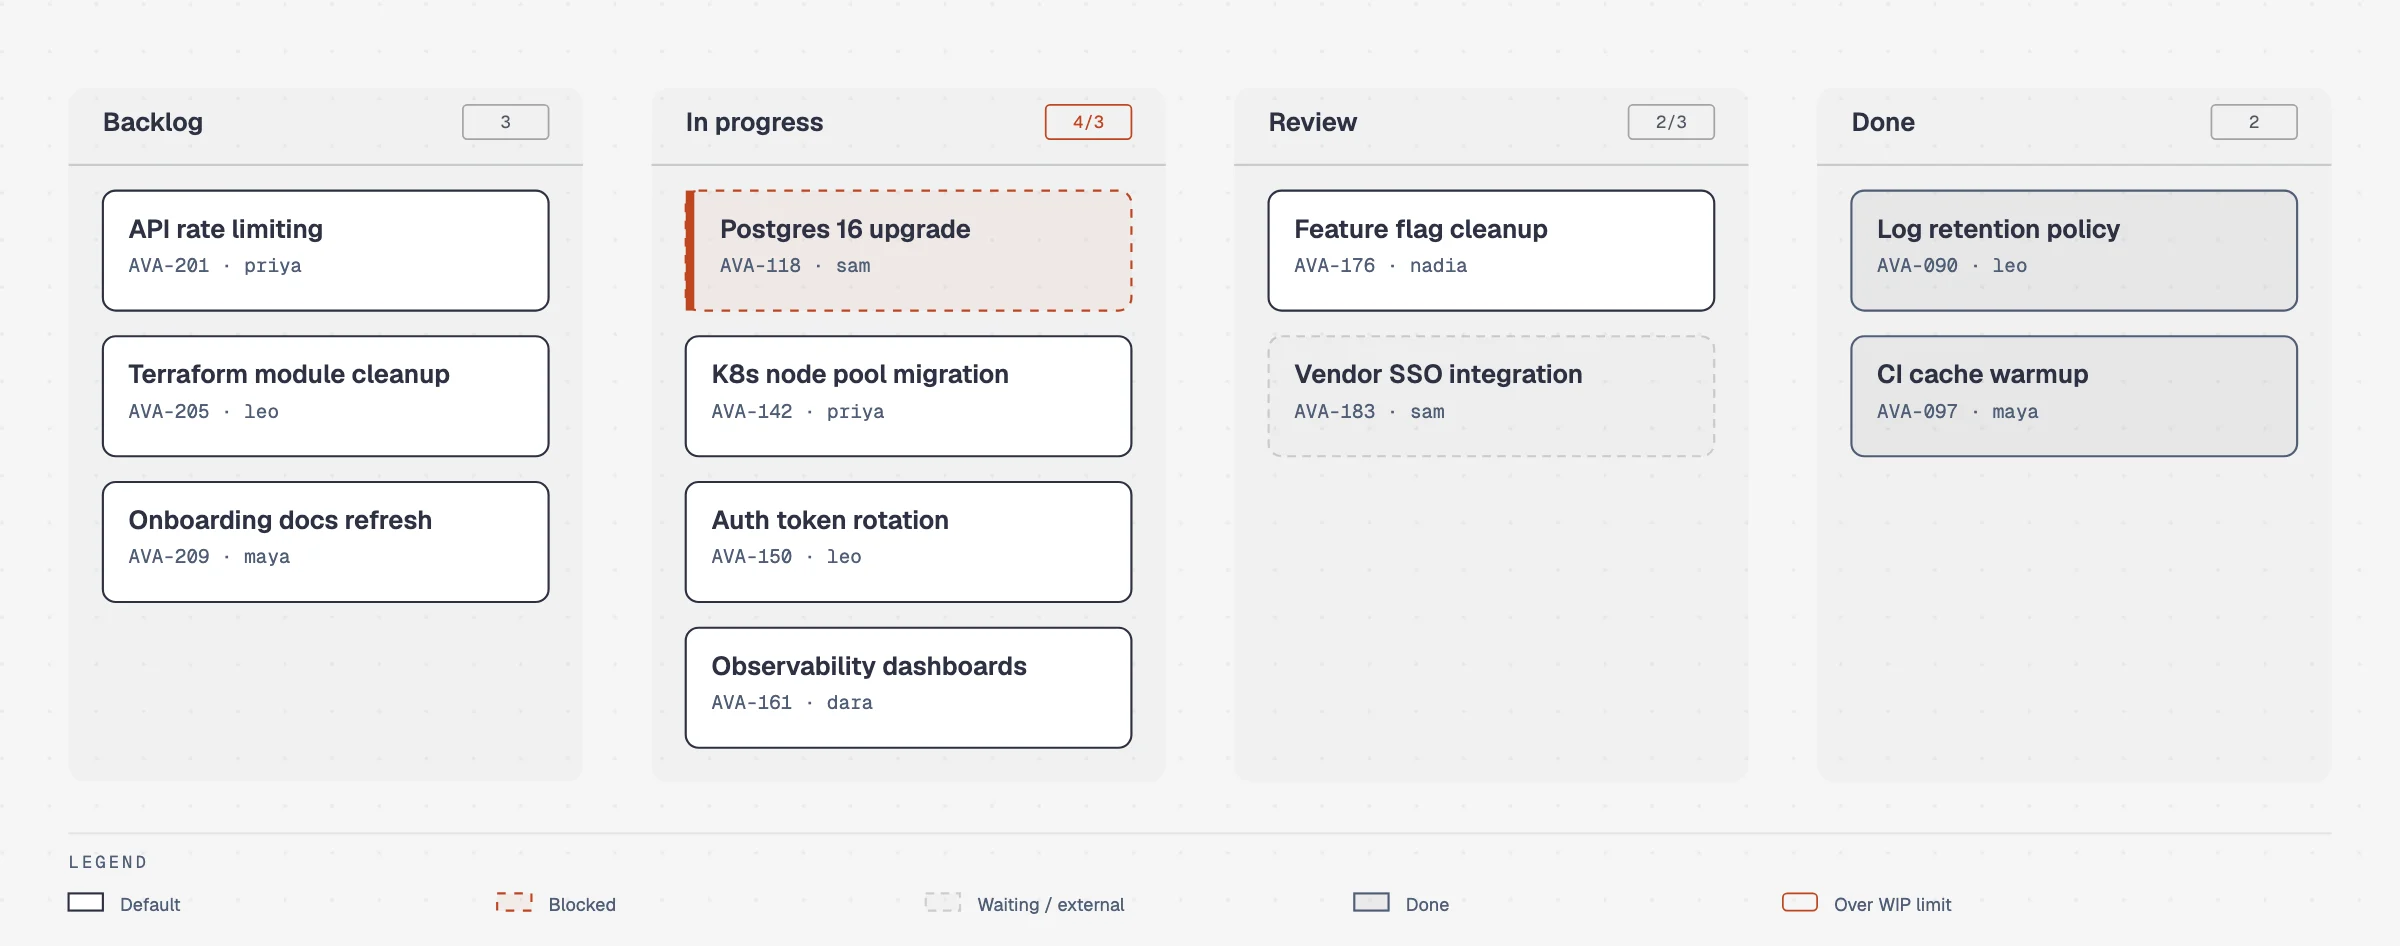 Backlog
3
API rate limiting
AVA-201 · priya
Terraform module cleanup
AVA-205 · leo
Onboarding docs refresh
AVA-209 · maya
In progress
4/3
Postgres 16 upgrade
AVA-118 · sam
K8s node pool migration
AVA-142 · priya
Auth token rotation
AVA-150 · leo
Observability dashboards
AVA-161 · dara
Review
2/3
Feature flag cleanup
AVA-176 · nadia
Vendor SSO integration
AVA-183 · sam
Done
2
Log retention policy
AVA-090 · leo
CI cache warmup
AVA-097 · maya
LEGEND
Default
Blocked
Waiting / external
Done
Over WIP limit